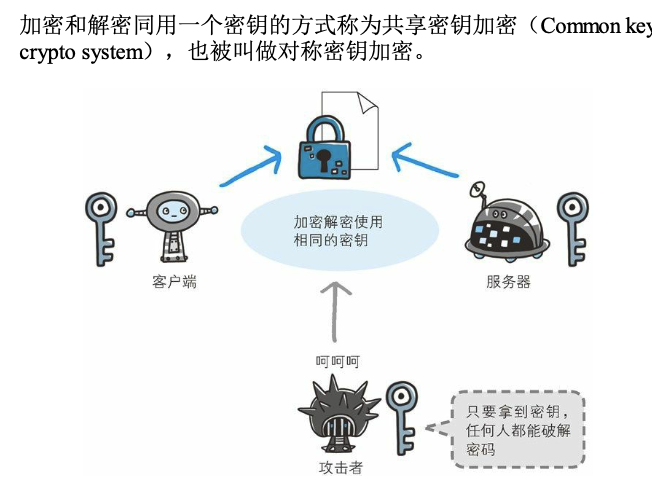 加密和解密同用一个密钥的方式称为共享密钥加密（Common key
crypto system），也被叫做对称密钥加密。
加密解密使用
相同的密钥
客户端
服务器
呵呵呵
只要拿到密钥，
任何人都能破解
密码
攻击者